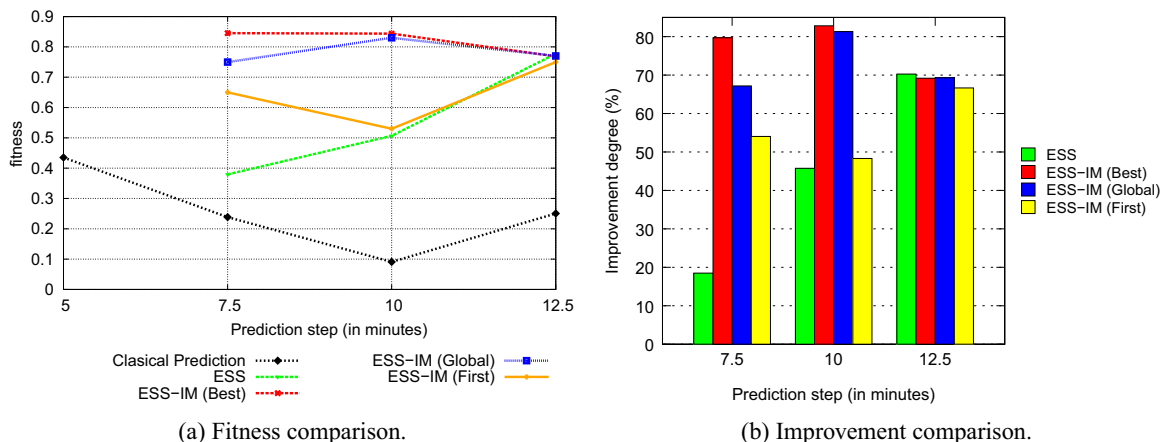 0.9
0.8
0.7
0.6
0.5
0.4
0.3
0.2
0.1
0
fitness
5 7.5 10 12.5
Prediction step (in minutes)
Clasical Prediction
ESS
ESS-IM (Best)
ESS-IM (Global)
ESS-IM (First)
(a) Fitness comparison.
80
70
60
50
40
30
20
10
0
Improvement degree (%)
7.5 10 12.5
Prediction step (in minutes)
ESS
ESS-IM (Best)
ESS-IM (Global)
ESS-IM (First)
(b) Improvement comparison.